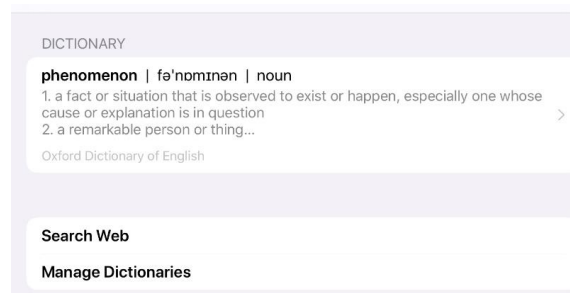 DICTIONARY
phenomenon | fəˈnɒmɪnən | noun
1. a fact or situation that is observed to exist or happen, especially one whose
cause or explanation is in question
2. a remarkable person or thing...
Oxford Dictionary of English
Search Web
Manage Dictionaries